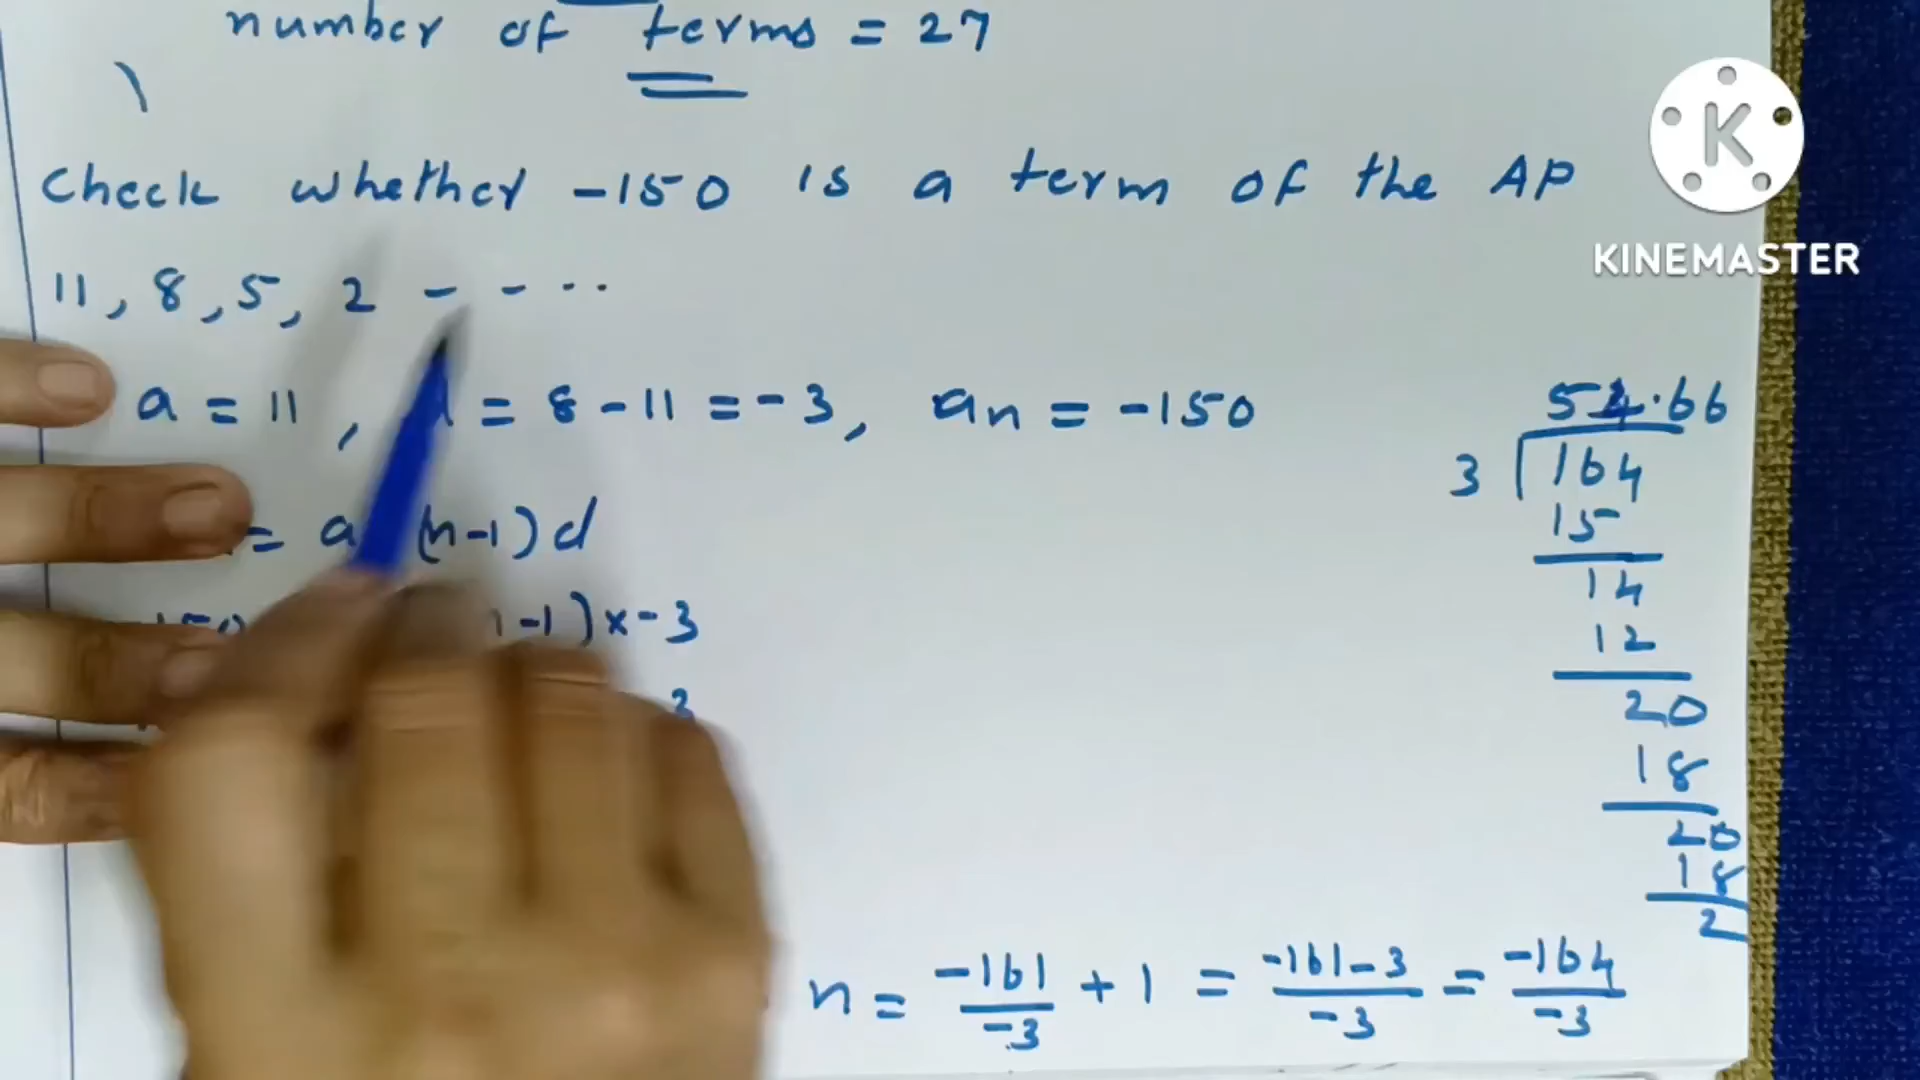 number of terms = 27
check whether -150 is a term of the AP
11, 8, 5, 2 - - ..
a = 11, = 8 - 11 = -3, an = -150
= a (n-1)d
-1)x-3
54.66
3 164
15
14
12
20
18
20
18
2
n = -161/-3 + 1 = -161-3/-3 = -164/-3
K
KINEMASTER